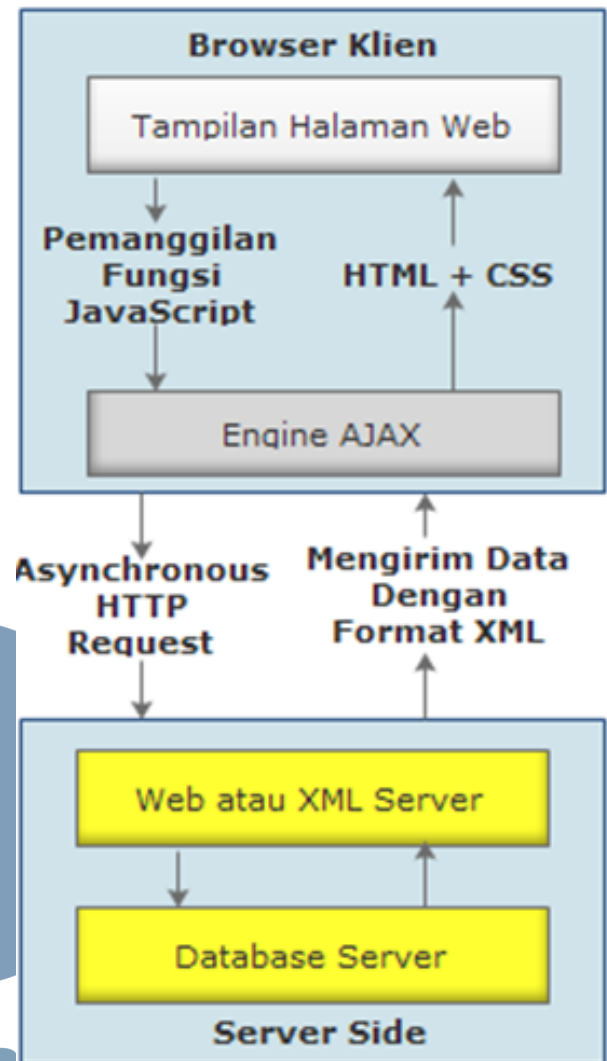 Browser Klien
Tampilan Halaman Web
Pemanggilan
Fungsi
JavaScript
HTML + CSS
Engine AJAX
Asynchronous
HTTP
Request
Mengirim Data
Dengan
Format XML
Web atau XML Server
Database Server
Server Side